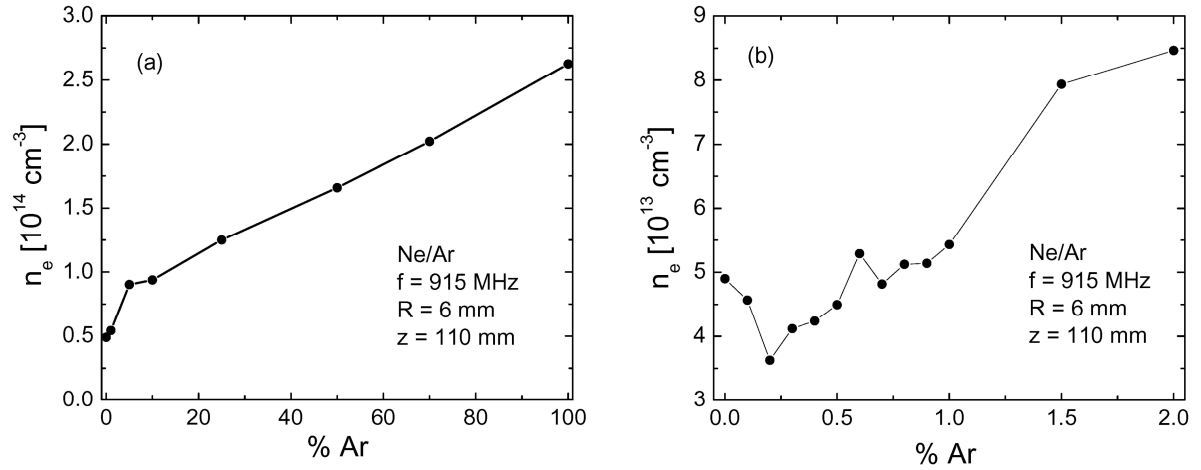 (a)
3.0
2.5
2.0
1.5
1.0
0.5
0.0
n_e [10^14 cm^-3]
0 20 40 60 80 100
% Ar
Ne/Ar
f = 915 MHz
R = 6 mm
z = 110 mm
(b)
9
8
7
6
5
4
3
n_e [10^13 cm^-3]
0.0 0.5 1.0 1.5 2.0
% Ar
Ne/Ar
f = 915 MHz
R = 6 mm
z = 110 mm